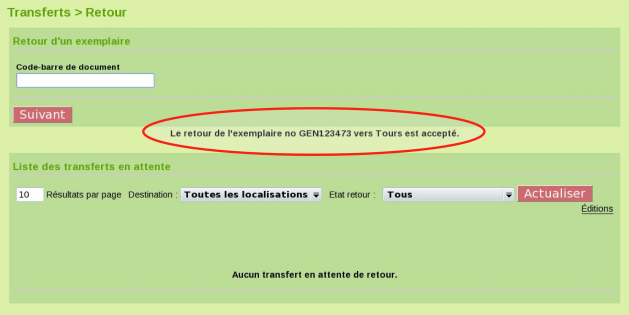 Transferts > Retour
Retour d'un exemplaire
Code-barre de document
Suivant
Le retour de l'exemplaire no GEN123473 vers Tours est accepté.
Liste des transferts en attente
10 Résultats par page Destination : Toutes les localisations Etat retour : Tous Actualiser
Éditions
Aucun transfert en attente de retour.